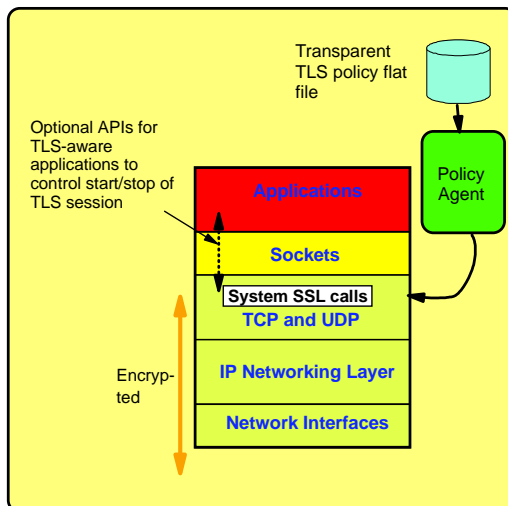 Transparent
TLS policy flat
file
Optional APIs for
TLS-aware
applications to
control start/stop of
TLS session
Policy
Agent
Applications
Sockets
System SSL calls
TCP and UDP
IP Networking Layer
Network Interfaces
Encryp-
ted